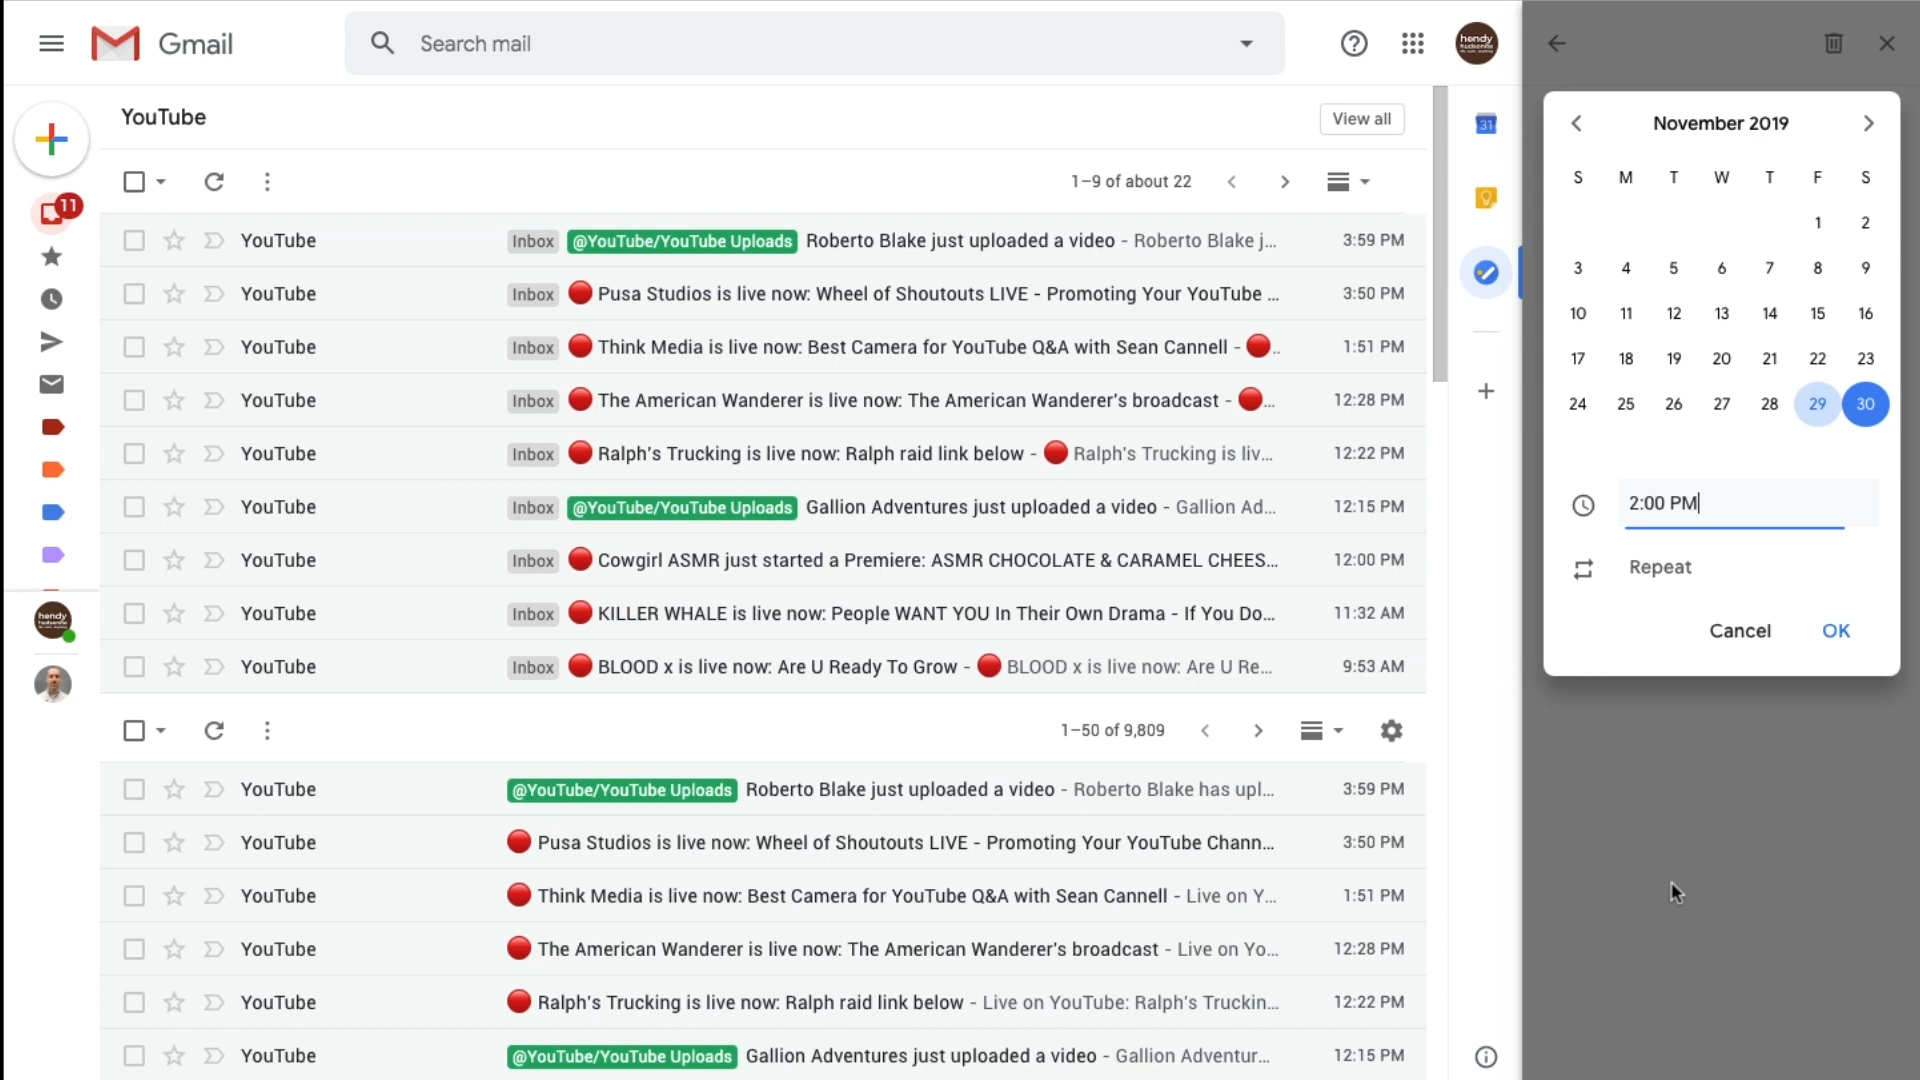 Gmail
Search mail
hendy
hudsonite
YouTube
View all
31
November 2019
S M T W T F S
1 2
3 4 5 6 7 8 9
10 11 12 13 14 15 16
17 18 19 20 21 22 23
24 25 26 27 28 29 30
2:00 PM
Repeat
Cancel OK
11
1–9 of about 22
YouTube Inbox @YouTube/YouTube Uploads Roberto Blake just uploaded a video - Roberto Blake j... 3:59 PM
YouTube Inbox 🔴 Pusa Studios is live now: Wheel of Shoutouts LIVE - Promoting Your YouTube ... 3:50 PM
YouTube Inbox 🔴 Think Media is live now: Best Camera for YouTube Q&A with Sean Cannell - 🔴.. 1:51 PM
YouTube Inbox 🔴 The American Wanderer is live now: The American Wanderer's broadcast - 🔴... 12:28 PM
YouTube Inbox 🔴 Ralph's Trucking is live now: Ralph raid link below - 🔴 Ralph's Trucking is liv... 12:22 PM
YouTube Inbox @YouTube/YouTube Uploads Gallion Adventures just uploaded a video - Gallion Ad... 12:15 PM
YouTube Inbox 🔴 Cowgirl ASMR just started a Premiere: ASMR CHOCOLATE & CARAMEL CHEES... 12:00 PM
YouTube Inbox 🔴 KILLER WHALE is live now: People WANT YOU In Their Own Drama - If You Do... 11:32 AM
YouTube Inbox 🔴 BLOOD x is live now: Are U Ready To Grow - 🔴 BLOOD x is live now: Are U Re... 9:53 AM
hendy
hudsonite
1–50 of 9,809
YouTube @YouTube/YouTube Uploads Roberto Blake just uploaded a video - Roberto Blake has upl... 3:59 PM
YouTube 🔴 Pusa Studios is live now: Wheel of Shoutouts LIVE - Promoting Your YouTube Chann... 3:50 PM
YouTube 🔴 Think Media is live now: Best Camera for YouTube Q&A with Sean Cannell - Live on Y... 1:51 PM
YouTube 🔴 The American Wanderer is live now: The American Wanderer's broadcast - Live on Yo... 12:28 PM
YouTube 🔴 Ralph's Trucking is live now: Ralph raid link below - Live on YouTube: Ralph's Truckin... 12:22 PM
YouTube @YouTube/YouTube Uploads Gallion Adventures just uploaded a video - Gallion Adventur... 12:15 PM